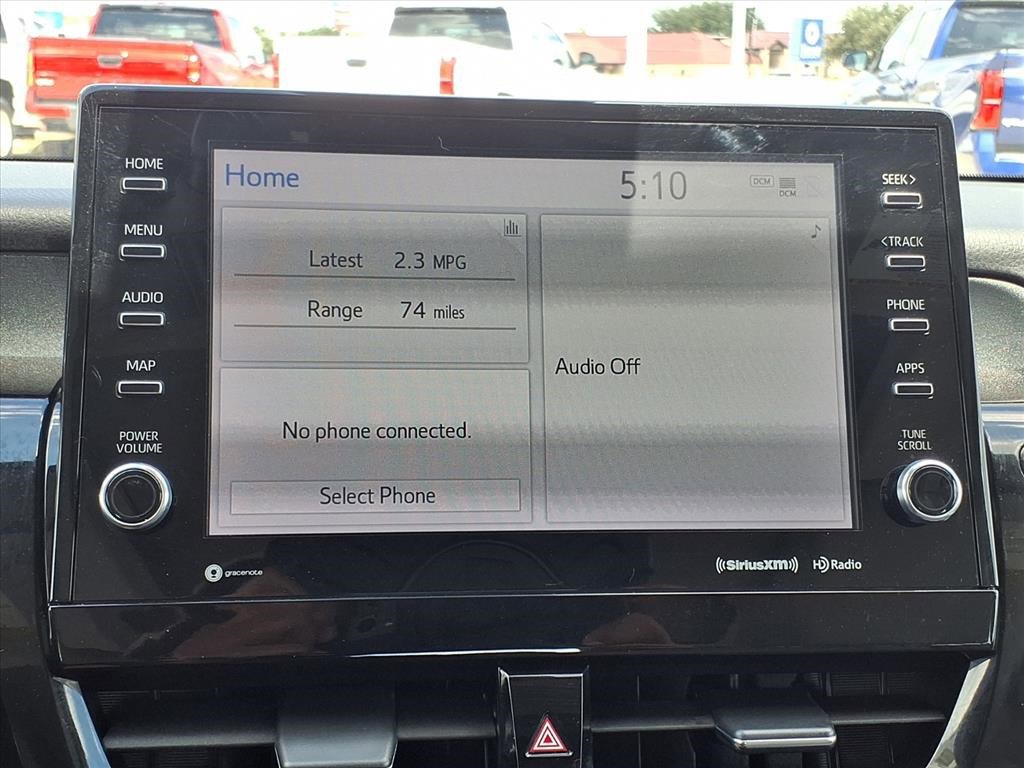 HOME
MENU
AUDIO
MAP
POWER
VOLUME
Home
5:10
DCM
DCM
Latest 2.3 MPG
Range 74 miles
No phone connected.
Select Phone
Audio Off
SEEK>
<TRACK
PHONE
APPS
TUNE
SCROLL
gracenote
((SiriusXM))
HD Radio